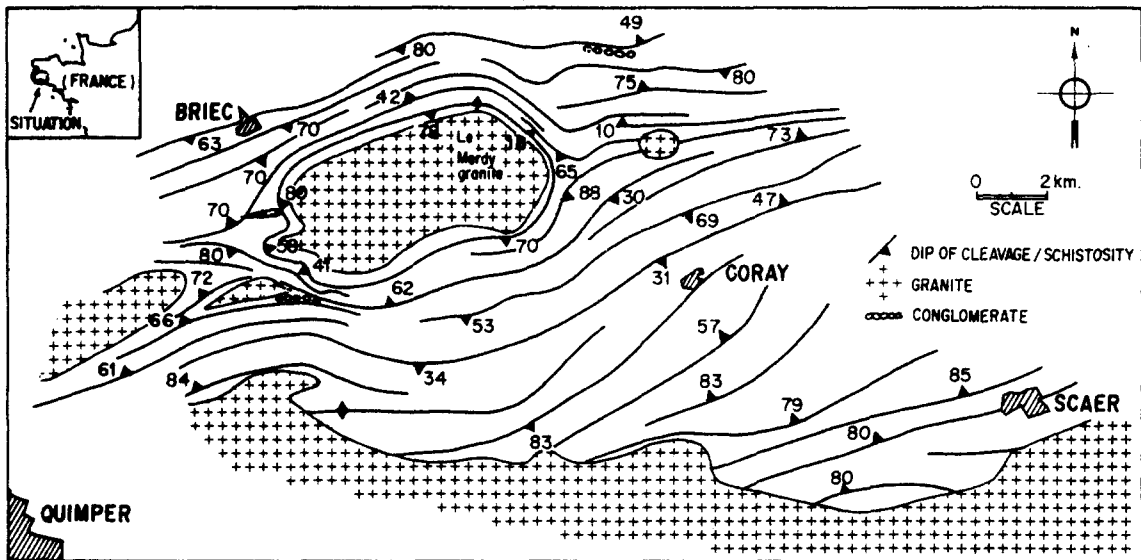 (FRANCE)
SITUATION
N
0 2 km.
SCALE
DIP OF CLEAVAGE / SCHISTOSITY
GRANITE
CONGLOMERATE
BRIEC
Le
Merdy
granite
CORAY
SCAER
QUIMPER
49
80
80
75
42
70
63
10
73
70
65
88
30
47
80
69
70
58
70
80
41
31
72
62
66
53
57
61
84
34
83
85
79
83
80
80